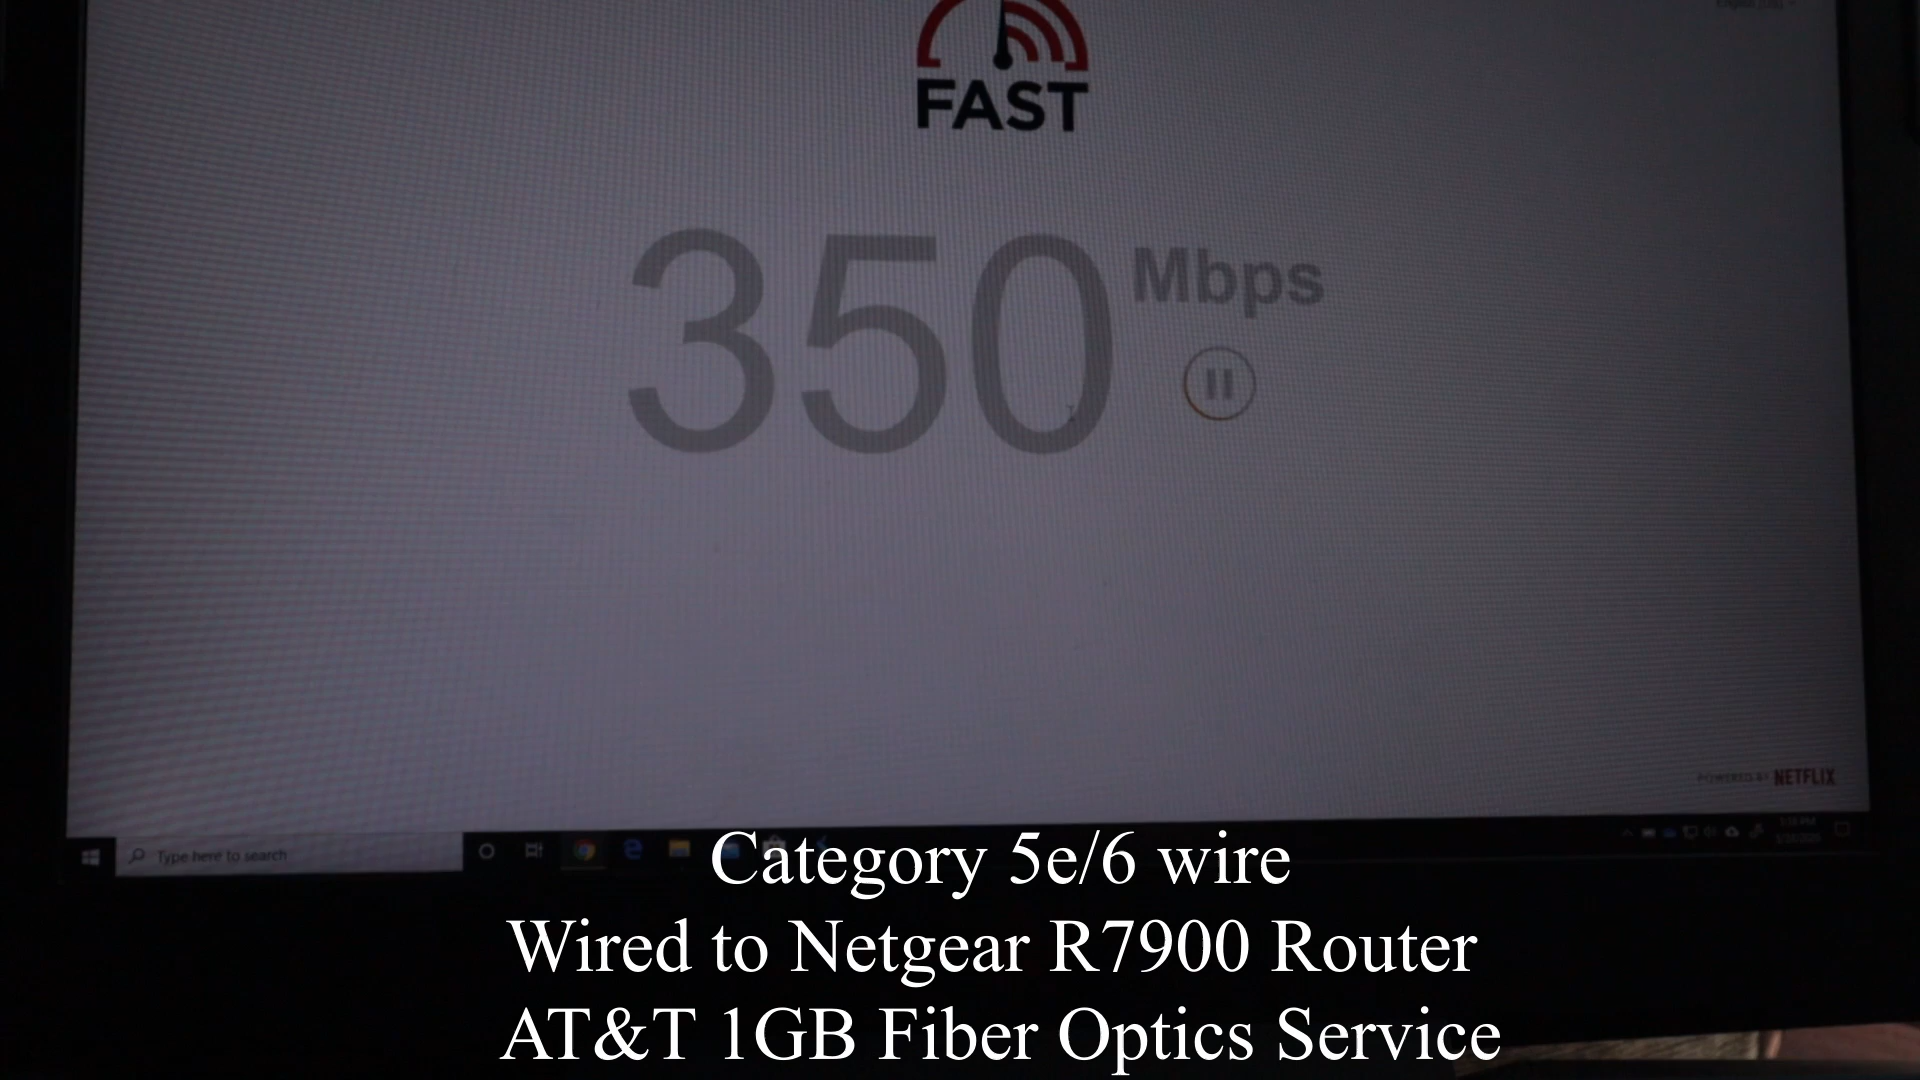 FAST
350 Mbps
POWERED BY NETFLIX
Type here to search
Category 5e/6 wire
Wired to Netgear R7900 Router
AT&T 1GB Fiber Optics Service